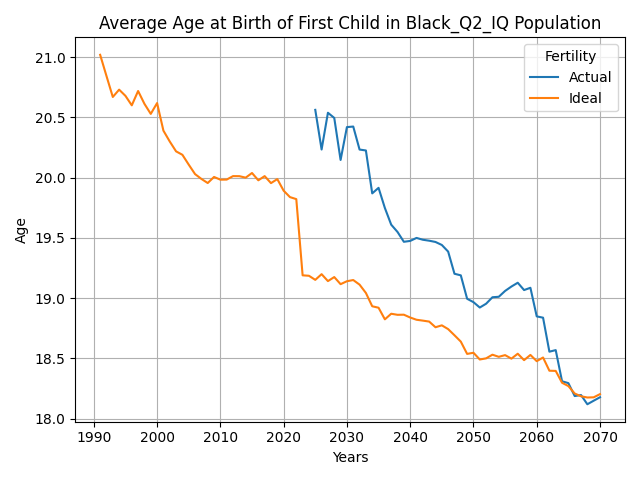 Average Age at Birth of First Child in Black_Q2_IQ Population
Fertility
Actual
Ideal
Age
21.0
20.5
20.0
19.5
19.0
18.5
18.0
1990 2000 2010 2020 2030 2040 2050 2060 2070
Years